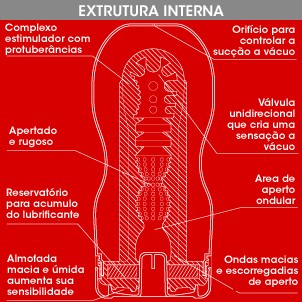 EXTRUTURA INTERNA
Complexo
estimulador com
protuberâncias
Orifício para
controlar a
sucção a vácuo
Válvula
unidirecional
que cria uma
sensação a
vácuo
Apertado
e rugoso
Area de
aperto
ondular
Reservatório
para acumulo
do lubrificante
Almofada
macia e úmida
aumenta sua
sensibilidade
Ondas macias
e escorregadias
de aperto